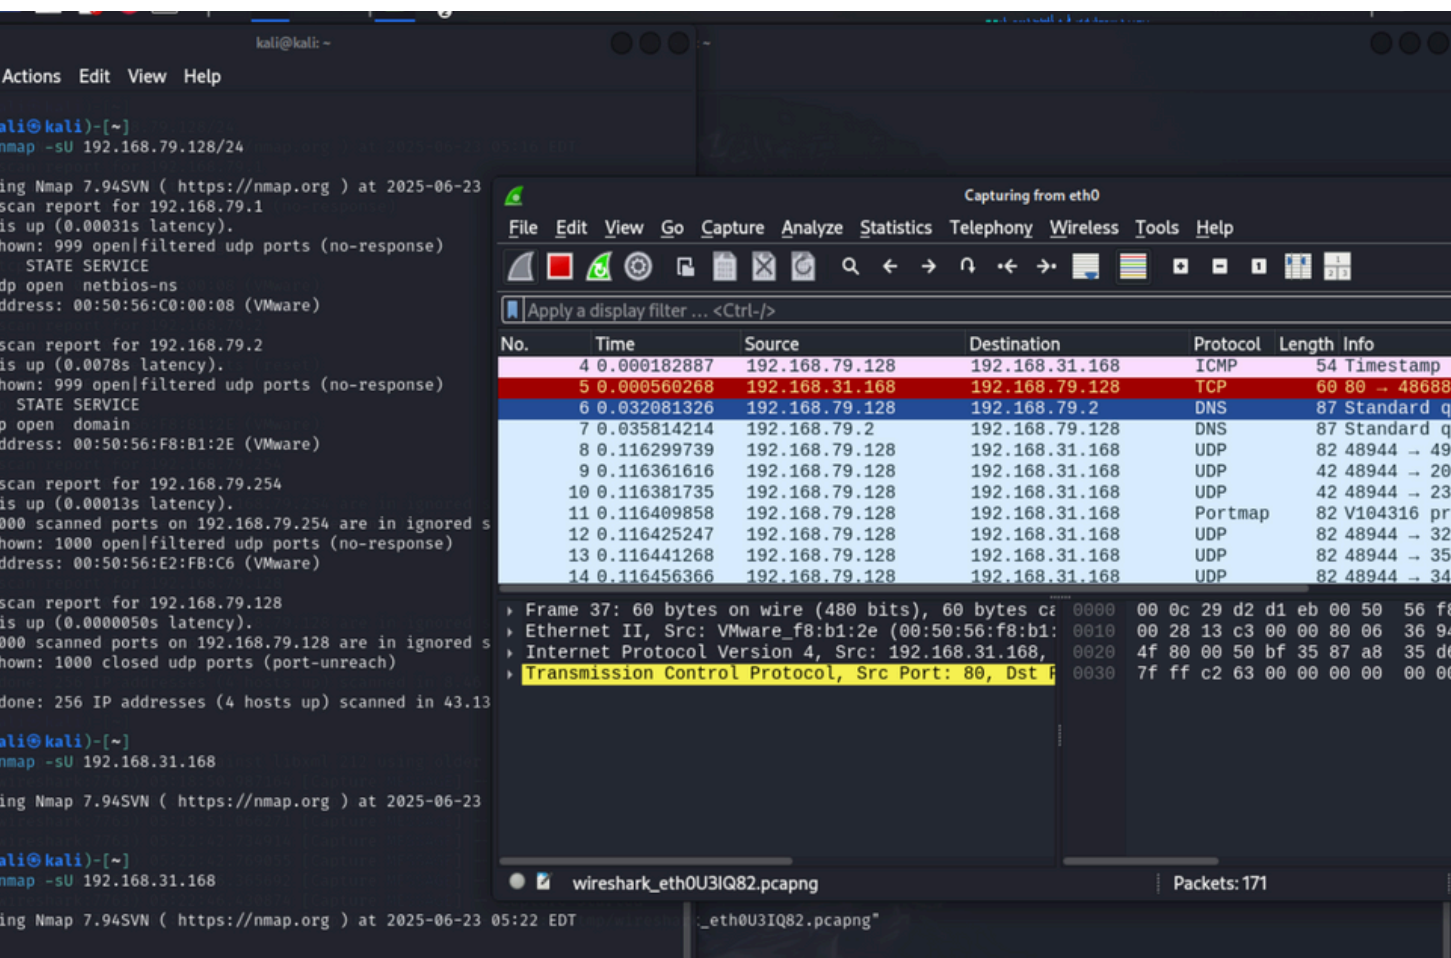 kali@kali: ~
Actions Edit View Help
ali㉿kali)-[~]
nmap -sU 192.168.79.128/24
ing Nmap 7.94SVN ( https://nmap.org ) at 2025-06-23
scan report for 192.168.79.1
is up (0.00031s latency).
hown: 999 open|filtered udp ports (no-response)
STATE SERVICE
dp open netbios-ns
ddress: 00:50:56:C0:00:08 (VMware)
scan report for 192.168.79.2
is up (0.0078s latency).
hown: 999 open|filtered udp ports (no-response)
STATE SERVICE
p open domain
ddress: 00:50:56:F8:B1:2E (VMware)
scan report for 192.168.79.254
is up (0.00013s latency).
000 scanned ports on 192.168.79.254 are in ignored s
hown: 1000 open|filtered udp ports (no-response)
ddress: 00:50:56:E2:FB:C6 (VMware)
scan report for 192.168.79.128
is up (0.0000050s latency).
000 scanned ports on 192.168.79.128 are in ignored s
hown: 1000 closed udp ports (port-unreach)
done: 256 IP addresses (4 hosts up) scanned in 43.13
ali㉿kali)-[~]
nmap -sU 192.168.31.168
ing Nmap 7.94SVN ( https://nmap.org ) at 2025-06-23
ali㉿kali)-[~]
nmap -sU 192.168.31.168
ing Nmap 7.94SVN ( https://nmap.org ) at 2025-06-23 05:22 EDT
:_eth0U3IQ82.pcapng"
Capturing from eth0
File Edit View Go Capture Analyze Statistics Telephony Wireless Tools Help
Apply a display filter ... <Ctrl-/>
No. Time Source Destination Protocol Length Info
4 0.000182887 192.168.79.128 192.168.31.168 ICMP 54 Timestamp
5 0.000560268 192.168.31.168 192.168.79.128 TCP 60 80 → 48688
6 0.032081326 192.168.79.128 192.168.79.2 DNS 87 Standard q
7 0.035814214 192.168.79.2 192.168.79.128 DNS 87 Standard q
8 0.116299739 192.168.79.128 192.168.31.168 UDP 82 48944 → 49
9 0.116361616 192.168.79.128 192.168.31.168 UDP 42 48944 → 20
10 0.116381735 192.168.79.128 192.168.31.168 UDP 42 48944 → 23
11 0.116409858 192.168.79.128 192.168.31.168 Portmap 82 V104316 pr
12 0.116425247 192.168.79.128 192.168.31.168 UDP 82 48944 → 32
13 0.116441268 192.168.79.128 192.168.31.168 UDP 82 48944 → 35
14 0.116456366 192.168.79.128 192.168.31.168 UDP 82 48944 → 34
Frame 37: 60 bytes on wire (480 bits), 60 bytes ca
Ethernet II, Src: VMware_f8:b1:2e (00:50:56:f8:b1:
Internet Protocol Version 4, Src: 192.168.31.168,
Transmission Control Protocol, Src Port: 80, Dst P
0000 00 0c 29 d2 d1 eb 00 50 56 f8
0010 00 28 13 c3 00 00 80 06 36 94
0020 4f 80 00 50 bf 35 87 a8 35 d6
0030 7f ff c2 63 00 00 00 00 00 00
wireshark_eth0U3IQ82.pcapng
Packets: 171